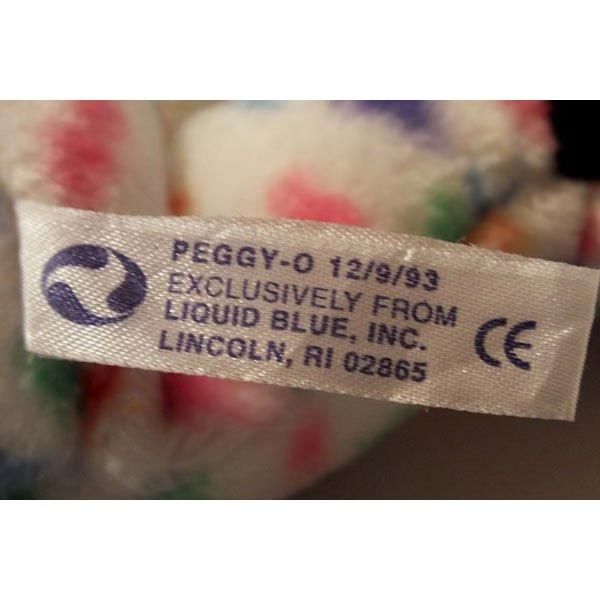 PEGGY-O 12/9/93
EXCLUSIVELY FROM
LIQUID BLUE, INC.
LINCOLN, RI 02865
CE